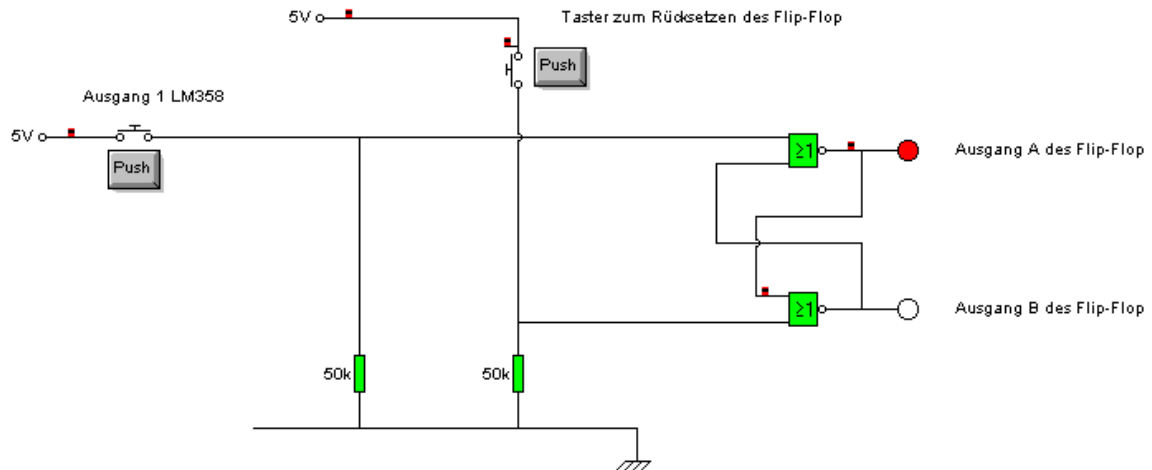 5V
Taster zum Rücksetzen des Flip-Flop
Push
Ausgang 1 LM358
5V
Push
≥1
Ausgang A des Flip-Flop
≥1
Ausgang B des Flip-Flop
50k
50k